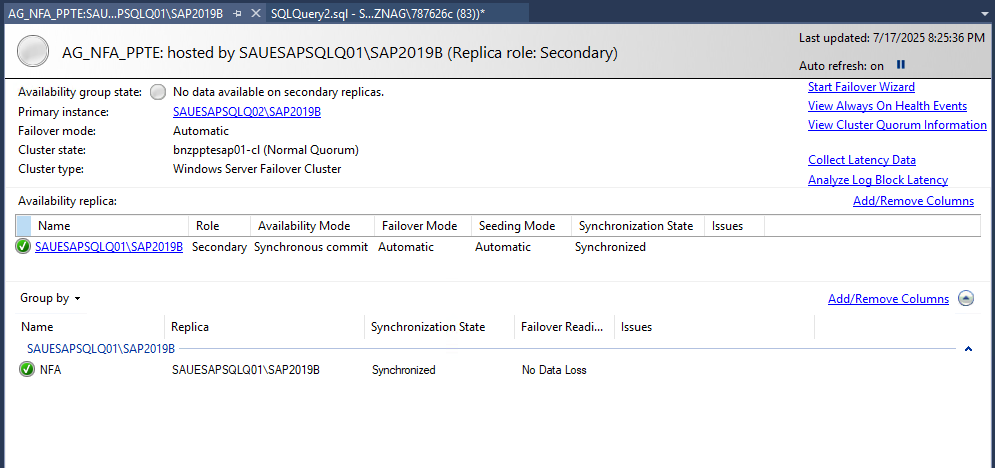 AG_NFA_PPTE:SAU...PSQLQ01\SAP2019B SQLQuery2.sql - S...ZNAG\787626c (83))*
AG_NFA_PPTE: hosted by SAUESAPSQLQ01\SAP2019B (Replica role: Secondary)
Last updated: 7/17/2025 8:25:36 PM
Auto refresh: on
Availability group state: No data available on secondary replicas.
Primary instance: SAUESAPSQLQ02\SAP2019B
Failover mode: Automatic
Cluster state: bnzpptesap01-cl (Normal Quorum)
Cluster type: Windows Server Failover Cluster
Start Failover Wizard
View Always On Health Events
View Cluster Quorum Information
Collect Latency Data
Analyze Log Block Latency
Availability replica: Add/Remove Columns
Name Role Availability Mode Failover Mode Seeding Mode Synchronization State Issues
SAUESAPSQLQ01\SAP2019B Secondary Synchronous commit Automatic Automatic Synchronized
Group by Add/Remove Columns
Name Replica Synchronization State Failover Readi... Issues
SAUESAPSQLQ01\SAP2019B
NFA SAUESAPSQLQ01\SAP2019B Synchronized No Data Loss